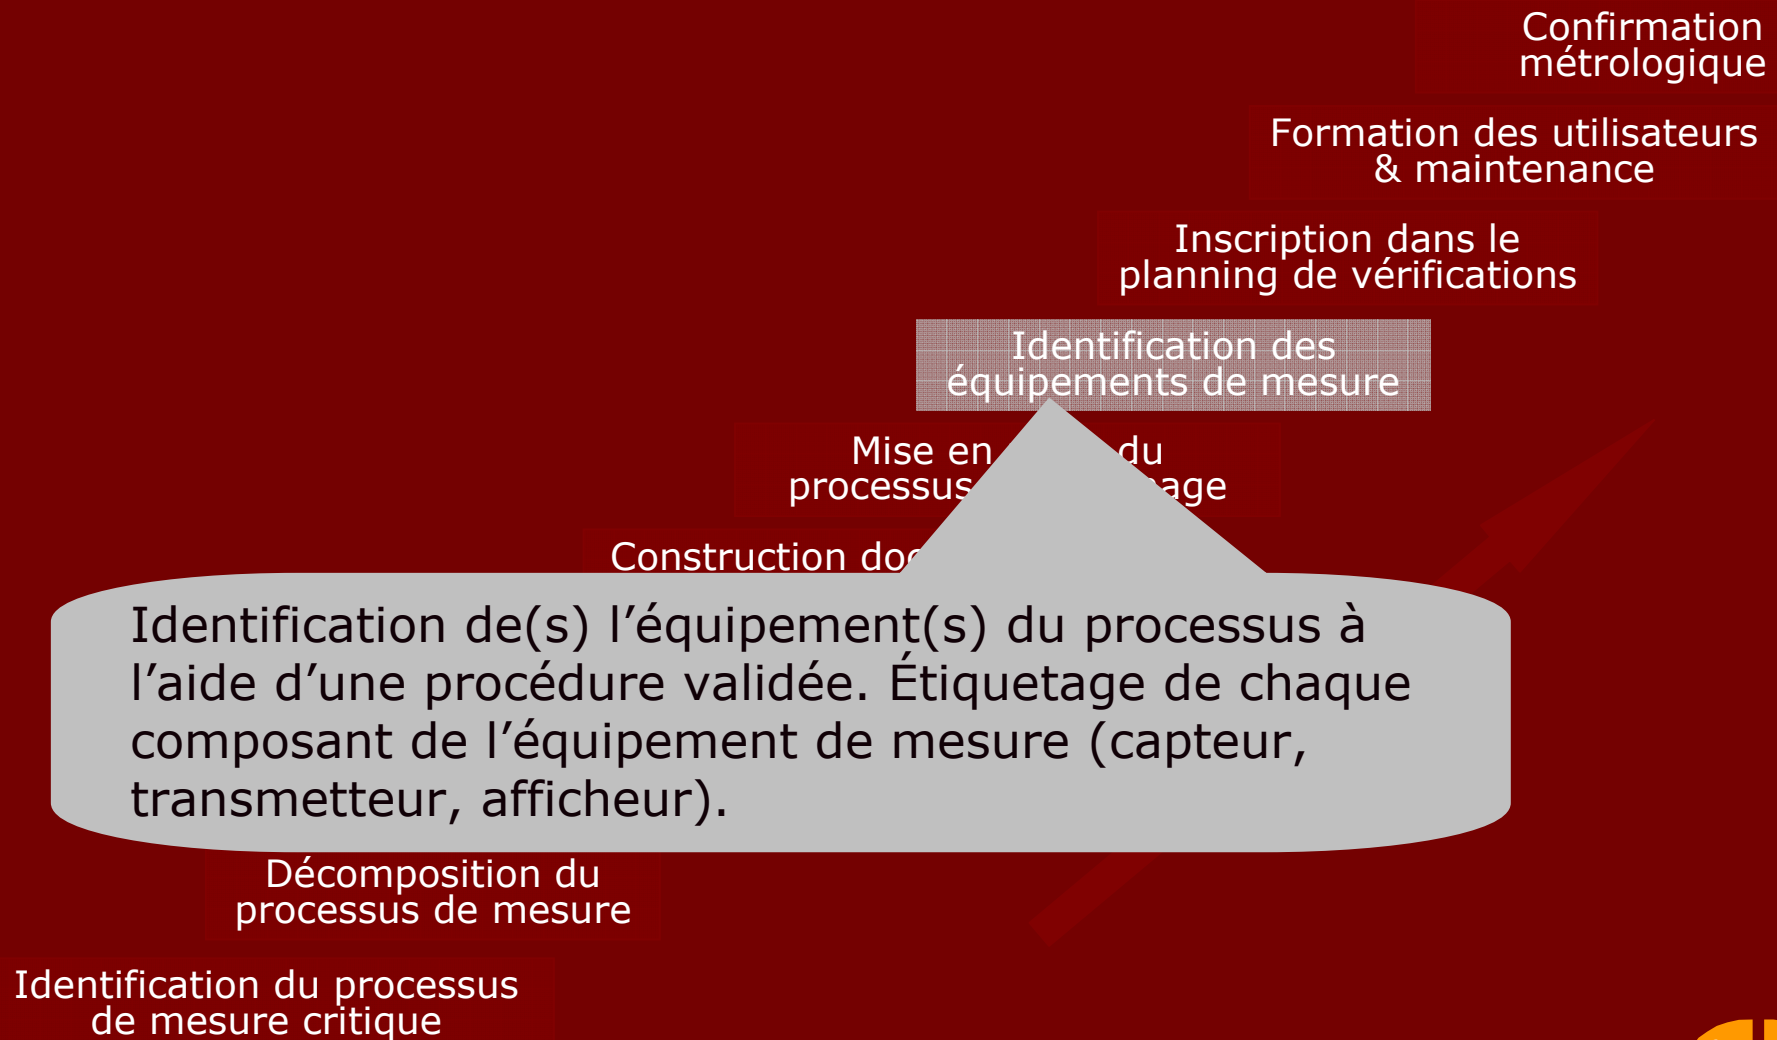 Confirmation
métrologique
Formation des utilisateurs
& maintenance
Inscription dans le
planning de vérifications
Identification des
équipements de mesure
Mise en du
processus
Construction
Identification de(s) l’équipement(s) du processus à
l’aide d’une procédure validée. Étiquetage de chaque
composant de l’équipement de mesure (capteur,
transmetteur, afficheur).
Décomposition du
processus de mesure
Identification du processus
de mesure critique